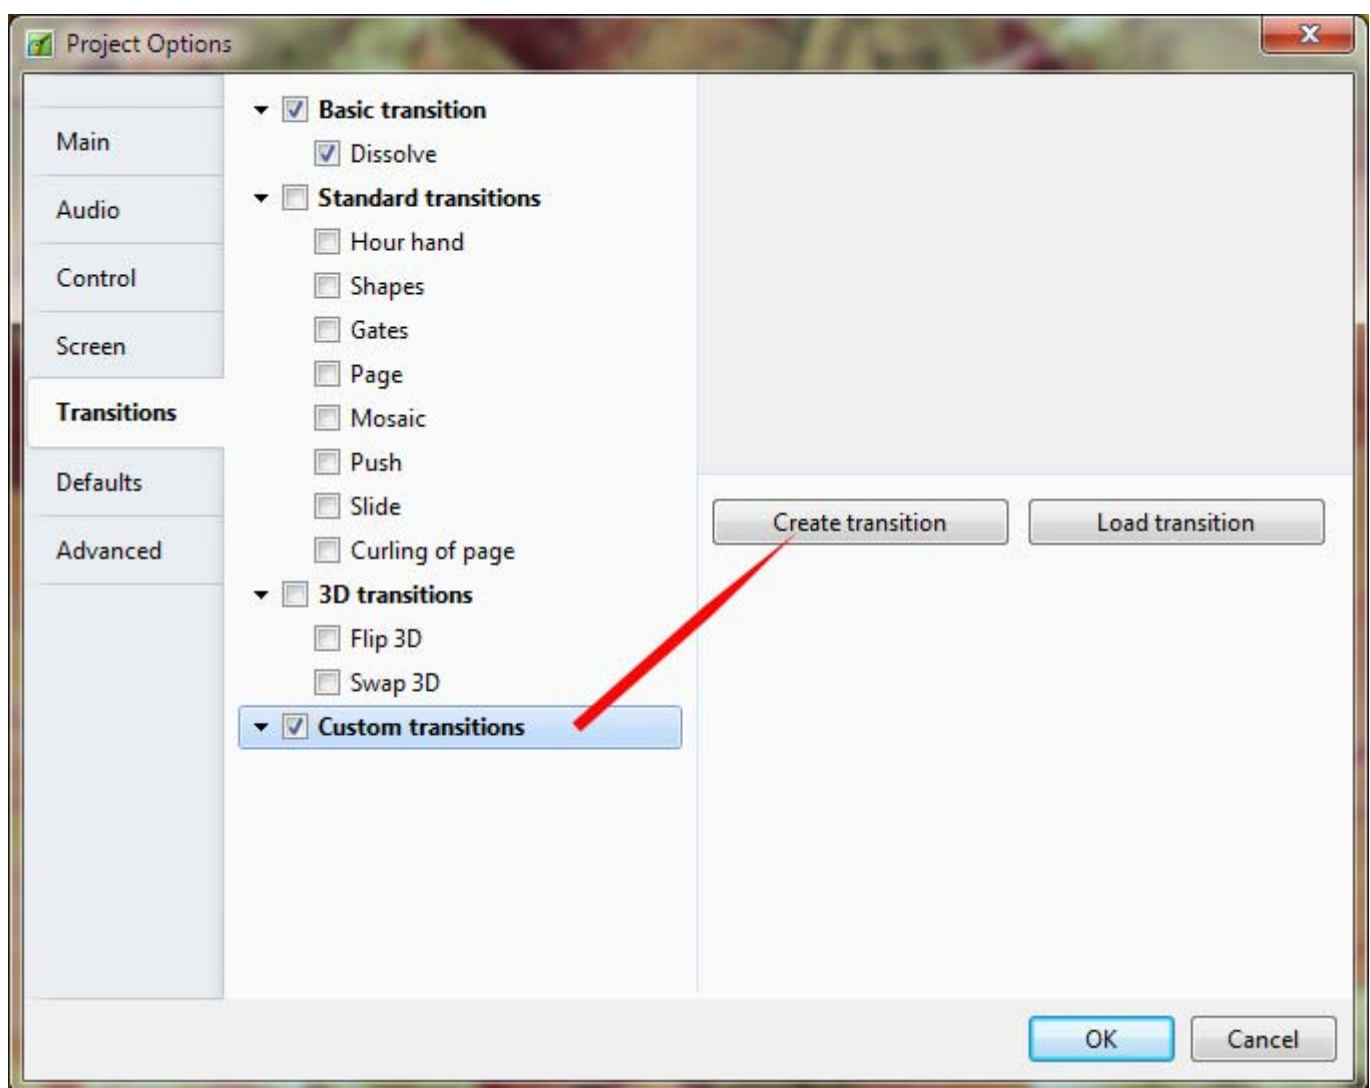 Project Options
Main
Audio
Control
Screen
Transitions
Defaults
Advanced
Basic transition
Dissolve
Standard transitions
Hour hand
Shapes
Gates
Page
Mosaic
Push
Slide
Curling of page
3D transitions
Flip 3D
Swap 3D
Custom transitions
Create transition
Load transition
OK
Cancel